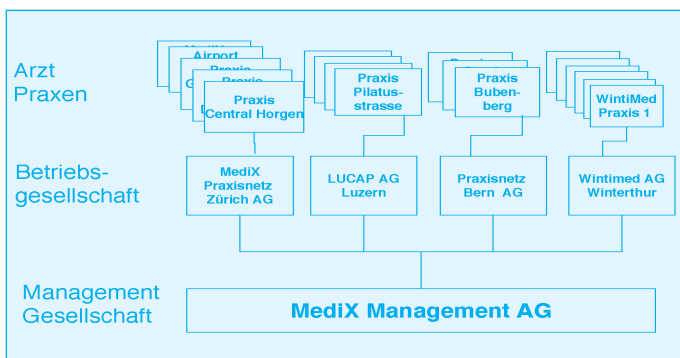 Arzt
Praxen
Airport
Praxis
Praxis
Central Horgen
Praxis
Pilatus-
strasse
Praxis
Buben-
berg
WintiMed
Praxis 1
Betriebs-
gesellschaft
MediX
Praxisnetz
Zürich AG
LUCAP AG
Luzern
Praxisnetz
Bern AG
Wintimed AG
Winterthur
Management
Gesellschaft
MediX Management AG